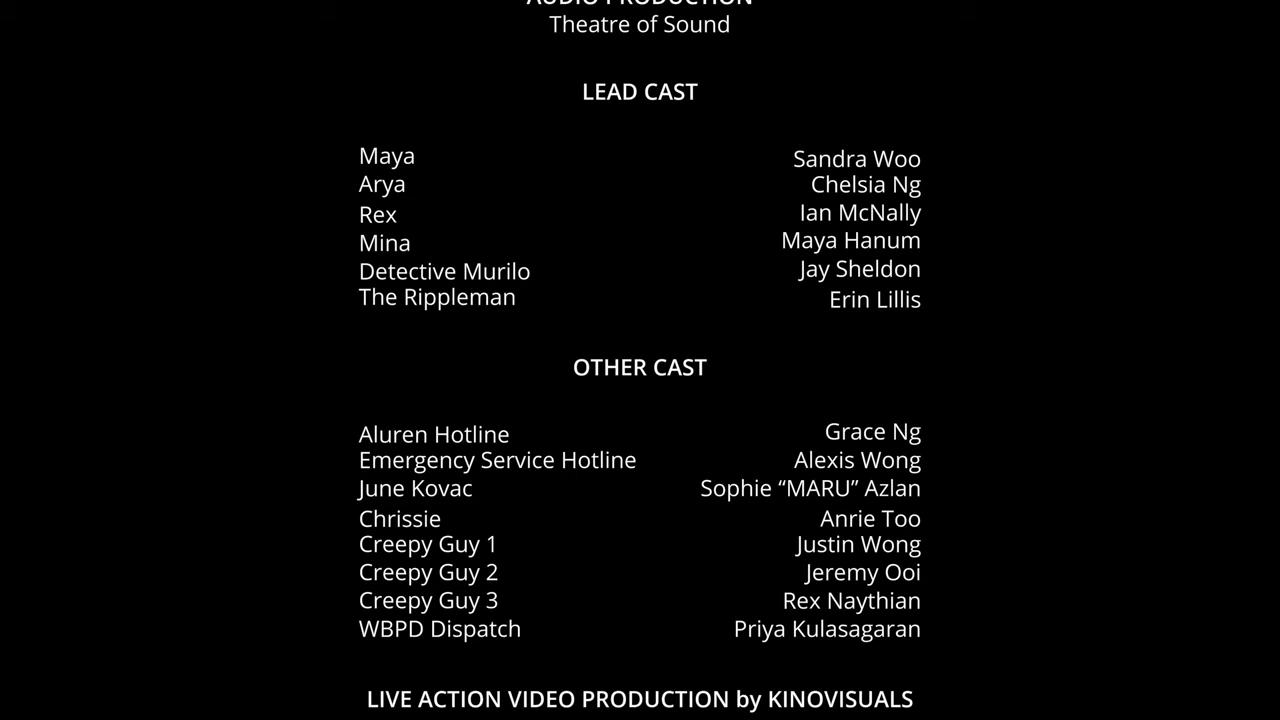 AUDIO PRODUCTION
Theatre of Sound
LEAD CAST
Maya Sandra Woo
Arya Chelsia Ng
Rex Ian McNally
Mina Maya Hanum
Detective Murilo Jay Sheldon
The Rippleman Erin Lillis
OTHER CAST
Aluren Hotline Grace Ng
Emergency Service Hotline Alexis Wong
June Kovac Sophie “MARU” Azlan
Chrissie Anrie Too
Creepy Guy 1 Justin Wong
Creepy Guy 2 Jeremy Ooi
Creepy Guy 3 Rex Naythian
WBPD Dispatch Priya Kulasagaran
LIVE ACTION VIDEO PRODUCTION by KINOVISUALS